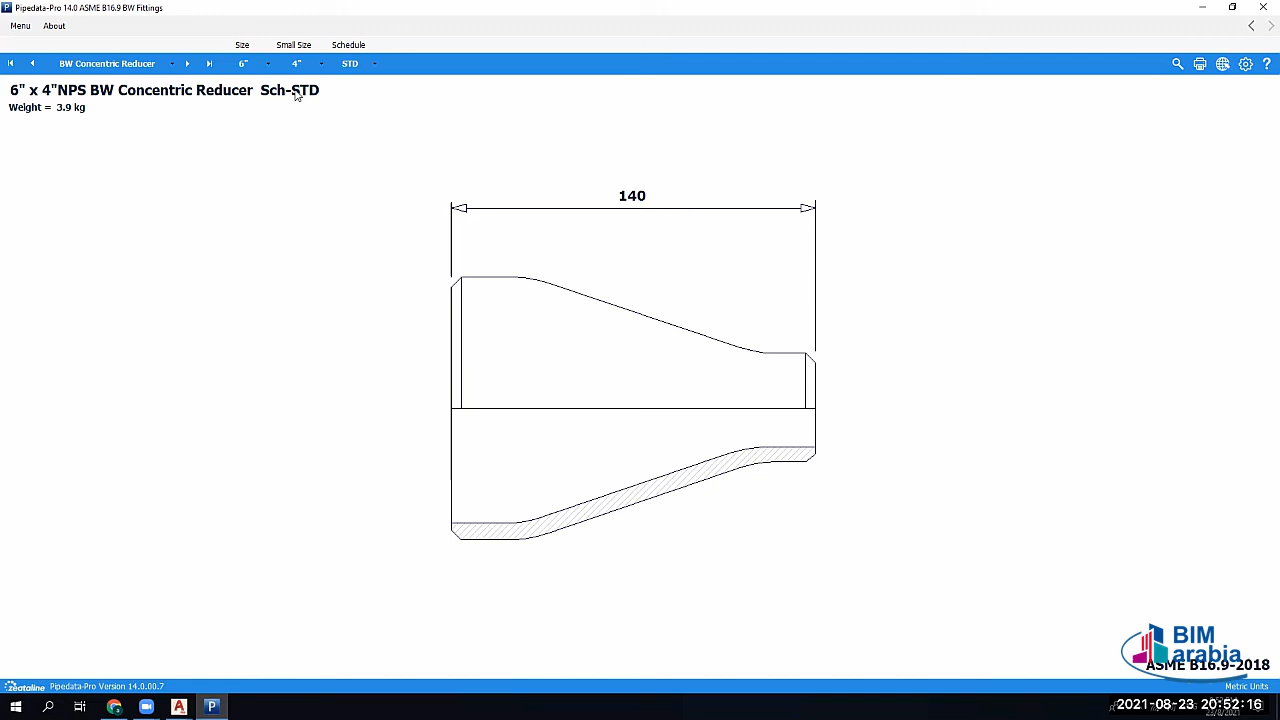 Pipedata-Pro 14.0 ASME B16.9 BW Fittings
Menu About
Size Small Size Schedule
BW Concentric Reducer 6" 4" STD
6" x 4"NPS BW Concentric Reducer Sch-STD
Weight = 3.9 kg
140
BIM
arabia
ASME B16.9-2018
Zeataline Pipedata-Pro Version 14.0.00.7 Metric Units
2021-08-23 20:52:16